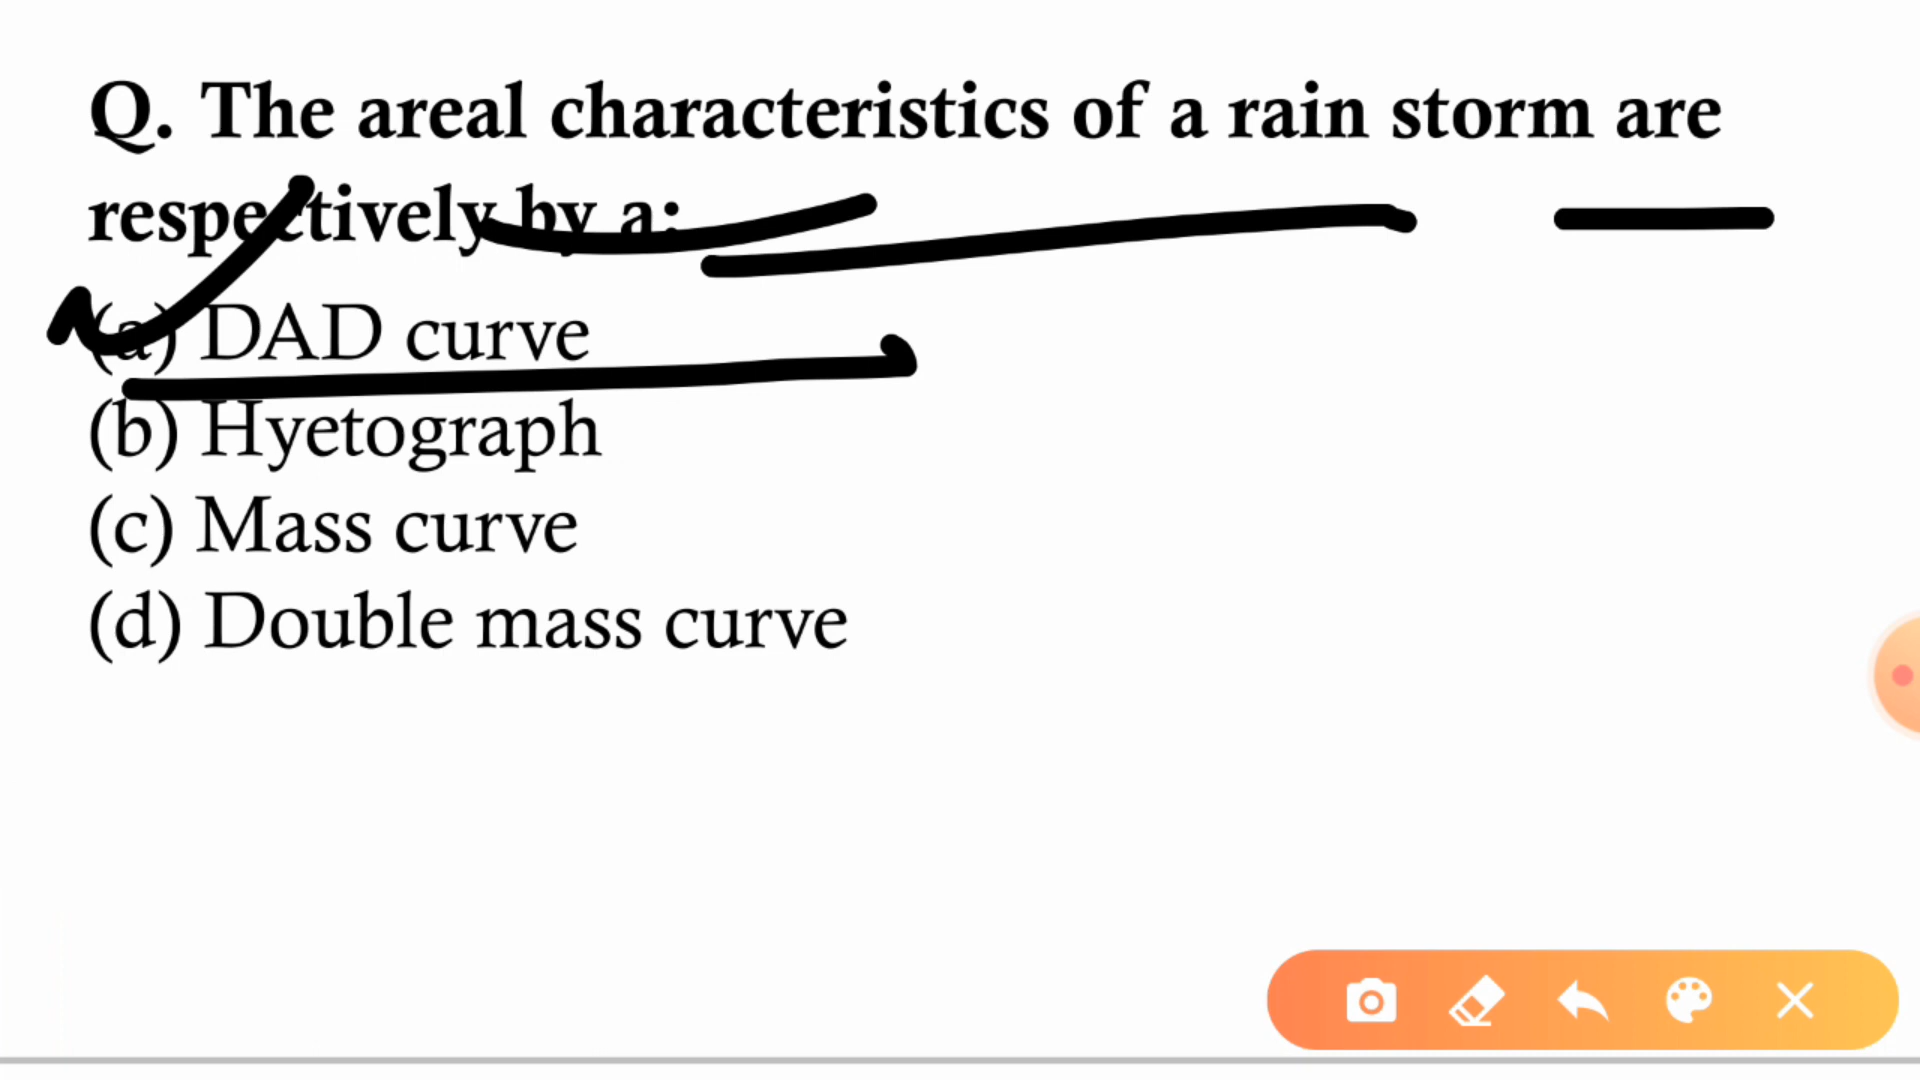 Q. The areal characteristics of a rain storm are
respectively by a:
(a) DAD curve
(b) Hyetograph
(c) Mass curve
(d) Double mass curve